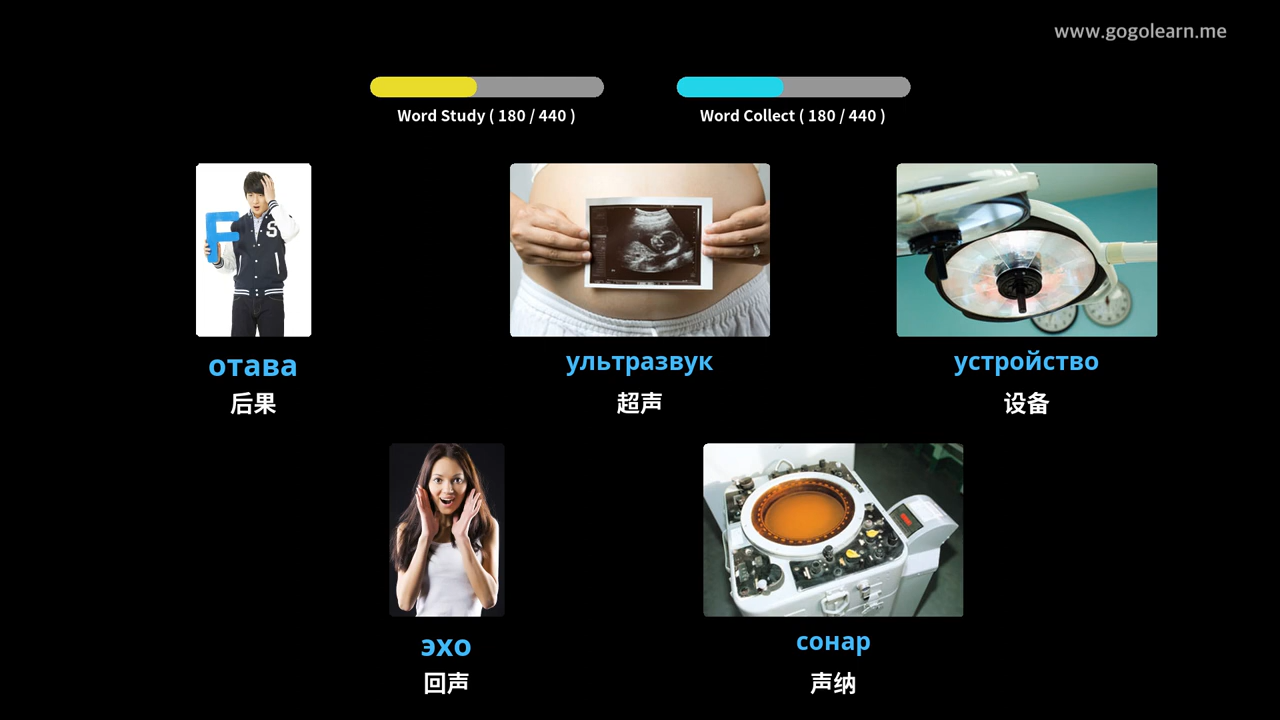 www.gogolearn.me
Word Study ( 180 / 440 )
Word Collect ( 180 / 440 )
F
S
отава
后果
ультразвук
超声
устройство
设备
эхо
回声
сонар
声纳